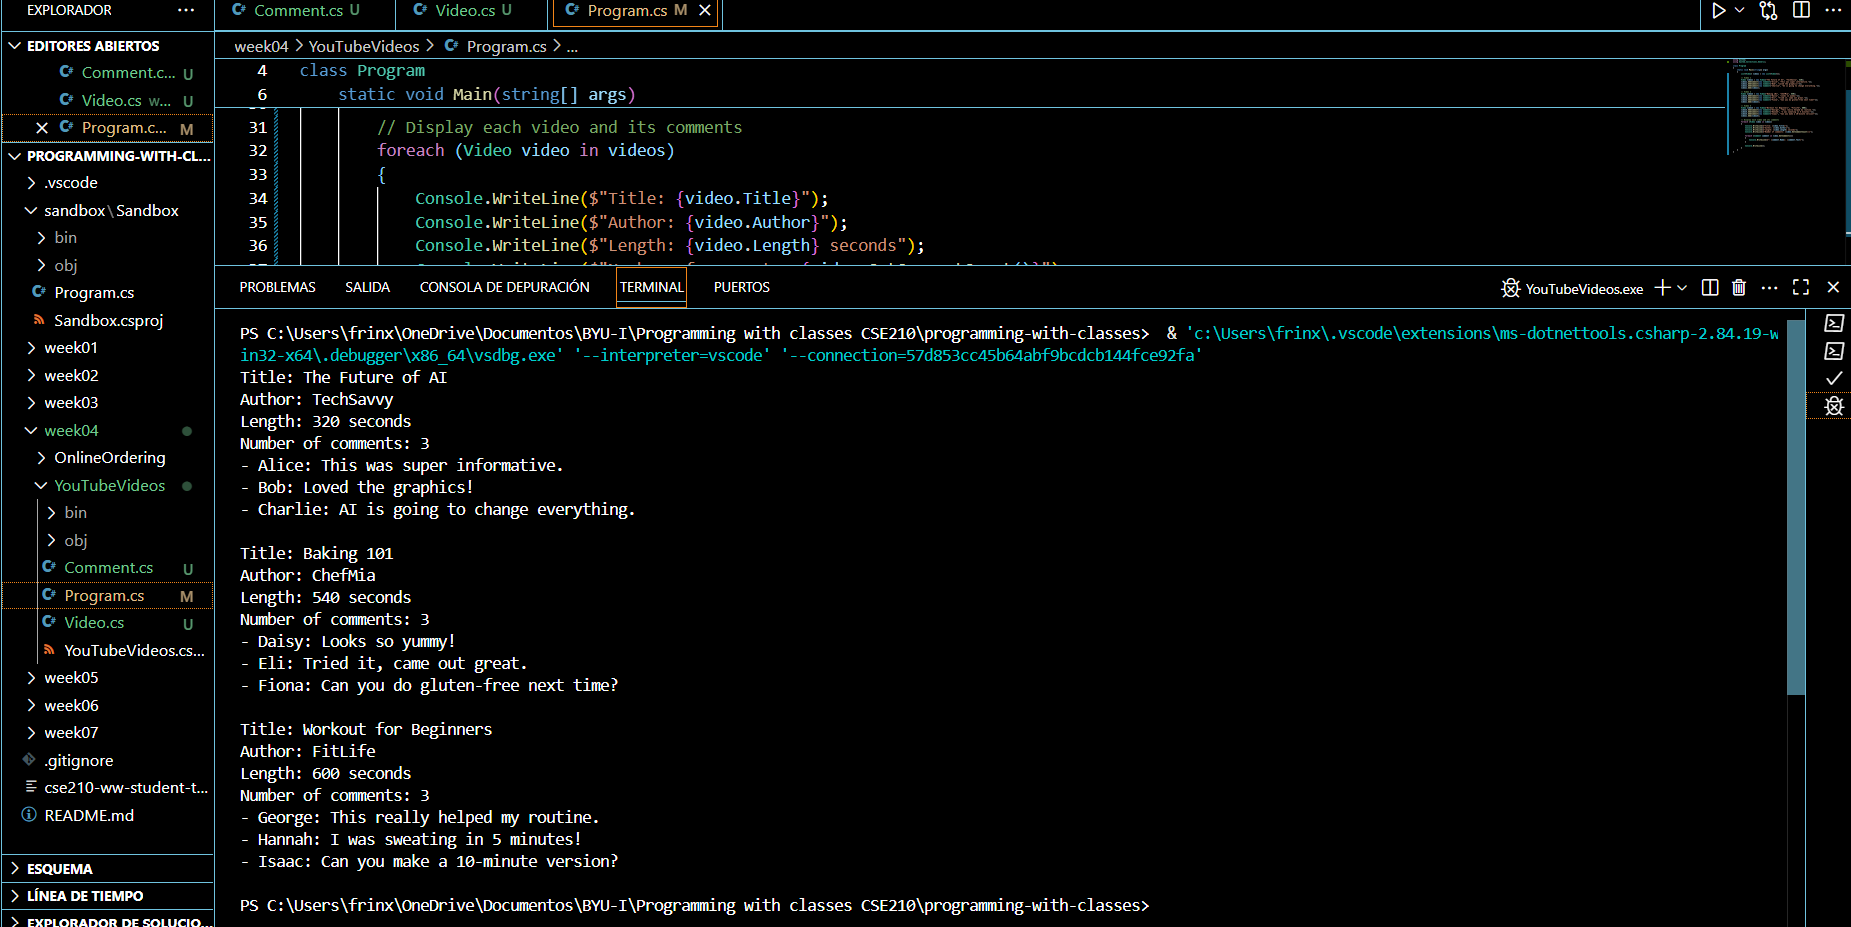 EXPLORADOR ···
Comment.cs U Video.cs U Program.cs M
EDITORES ABIERTOS
Comment.c... U
Video.cs w... U
Program.c... M
PROGRAMMING-WITH-CL...
.vscode
sandbox\Sandbox
bin
obj
Program.cs
Sandbox.csproj
week01
week02
week03
week04
OnlineOrdering
YouTubeVideos
bin
obj
Comment.cs U
Program.cs M
Video.cs U
YouTubeVideos.cs...
week05
week06
week07
.gitignore
cse210-ww-student-t...
README.md
ESQUEMA
LÍNEA DE TIEMPO
EXPLORADOR DE SOLUCIO...
week04 > YouTubeVideos > Program.cs > ...
4 class Program
6 static void Main(string[] args)
31 // Display each video and its comments
32 foreach (Video video in videos)
33 {
34 Console.WriteLine($"Title: {video.Title}");
35 Console.WriteLine($"Author: {video.Author}");
36 Console.WriteLine($"Length: {video.Length} seconds");
PROBLEMAS SALIDA CONSOLA DE DEPURACIÓN TERMINAL PUERTOS YouTubeVideos.exe
PS C:\Users\frinx\OneDrive\Documentos\BYU-I\Programming with classes CSE210\programming-with-classes> & 'c:\Users\frinx\.vscode\extensions\ms-dotnettools.csharp-2.84.19-w
in32-x64\.debugger\x86_64\vsdbg.exe' '--interpreter=vscode' '--connection=57d853cc45b64abf9bcdcb144fce92fa'
Title: The Future of AI
Author: TechSavvy
Length: 320 seconds
Number of comments: 3
- Alice: This was super informative.
- Bob: Loved the graphics!
- Charlie: AI is going to change everything.
Title: Baking 101
Author: ChefMia
Length: 540 seconds
Number of comments: 3
- Daisy: Looks so yummy!
- Eli: Tried it, came out great.
- Fiona: Can you do gluten-free next time?
Title: Workout for Beginners
Author: FitLife
Length: 600 seconds
Number of comments: 3
- George: This really helped my routine.
- Hannah: I was sweating in 5 minutes!
- Isaac: Can you make a 10-minute version?
PS C:\Users\frinx\OneDrive\Documentos\BYU-I\Programming with classes CSE210\programming-with-classes>